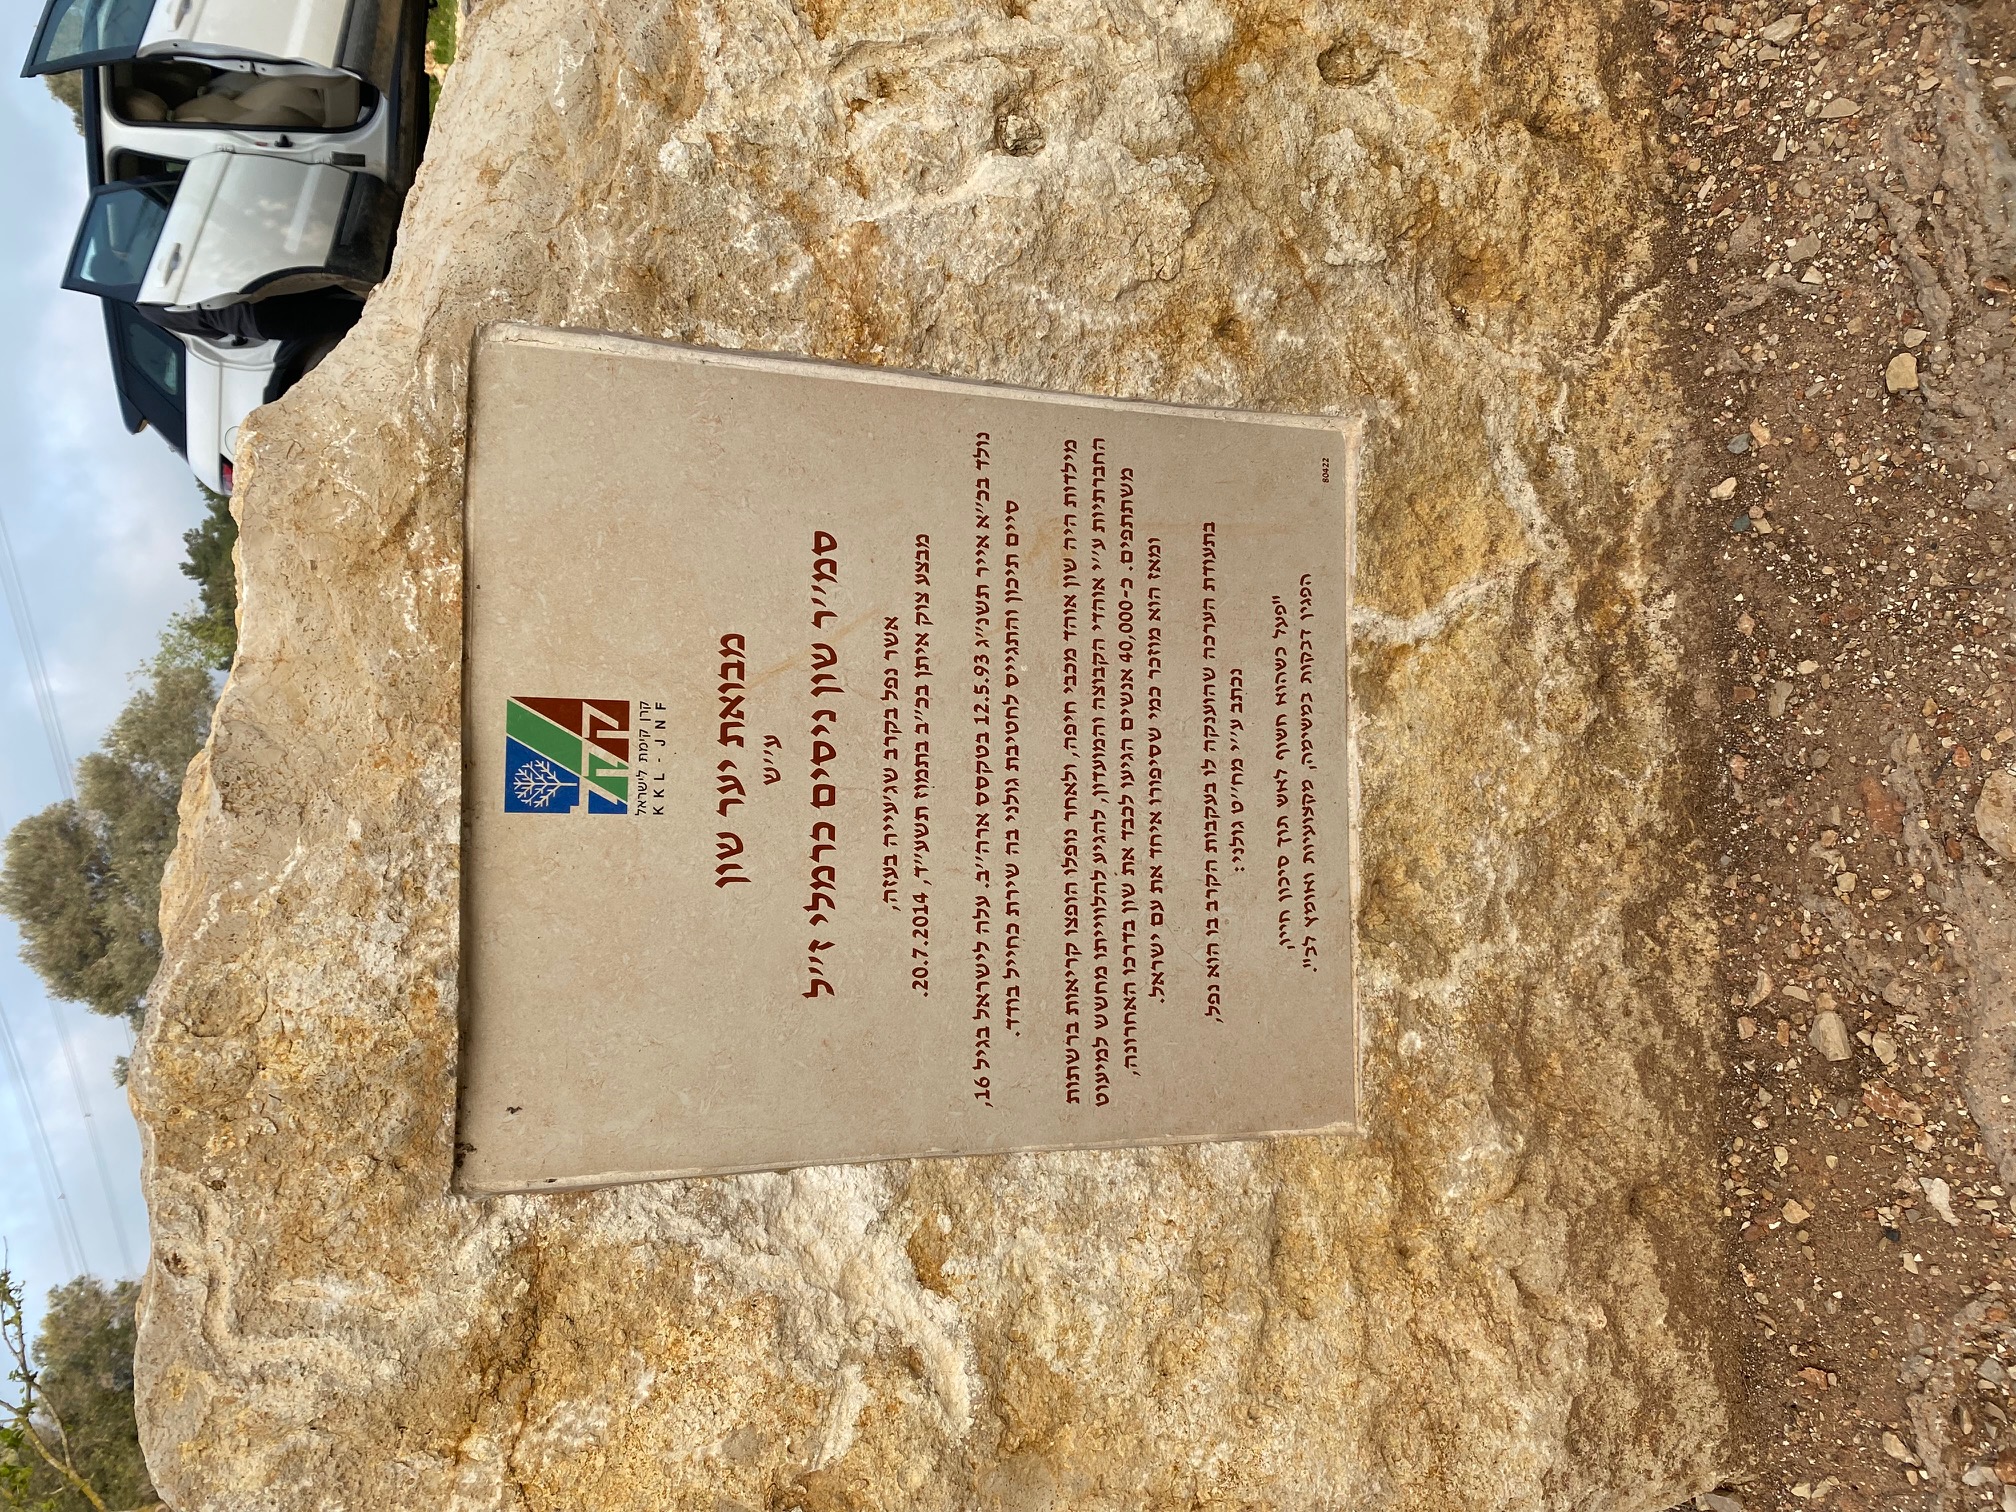 קק״ל
קרן קימת לישראל
KKL - JNF
מבואת יער שון
ע״ש
סמ״ר שון ניסים כרמלי ז״ל
אשר נפל בקרב שג'עייה בעזה,
מבצע צוק איתן בכ״ב בתמוז תשע״ד, 20.7.2014.
נולד בכ״א אייר תשנ״ג 12.5.93 בטקסס ארה״ב. עלה לישראל בגיל 16,
סיים תיכון והתגייס לחטיבת גולני בה שירת כחייל בודד.
מילדות היה שון אוהד מכבי חיפה, ולאחר נופלו הופצו קריאות ברשתות
החברתיות ע״י אוהדי הקבוצה והמועדון, להגיע להלווייתו מחשש למיעוט
משתתפים. כ-40,000 אנשים הגיעו לכבד את שון בדרכו האחרונה,
ומאז הוא מוזכר כמי שסיפורו איחד את עם ישראל.
בתעודת הערכה שהוענקה לו בעקבות הקרב בו הוא נפל,
נכתב ע״י מח״ט גולני:
"פעל כשהוא חשוף לאש תוך סיכון חייו,
הפגין דבקות במשימה, מקצועיות ואומץ לב".
80422